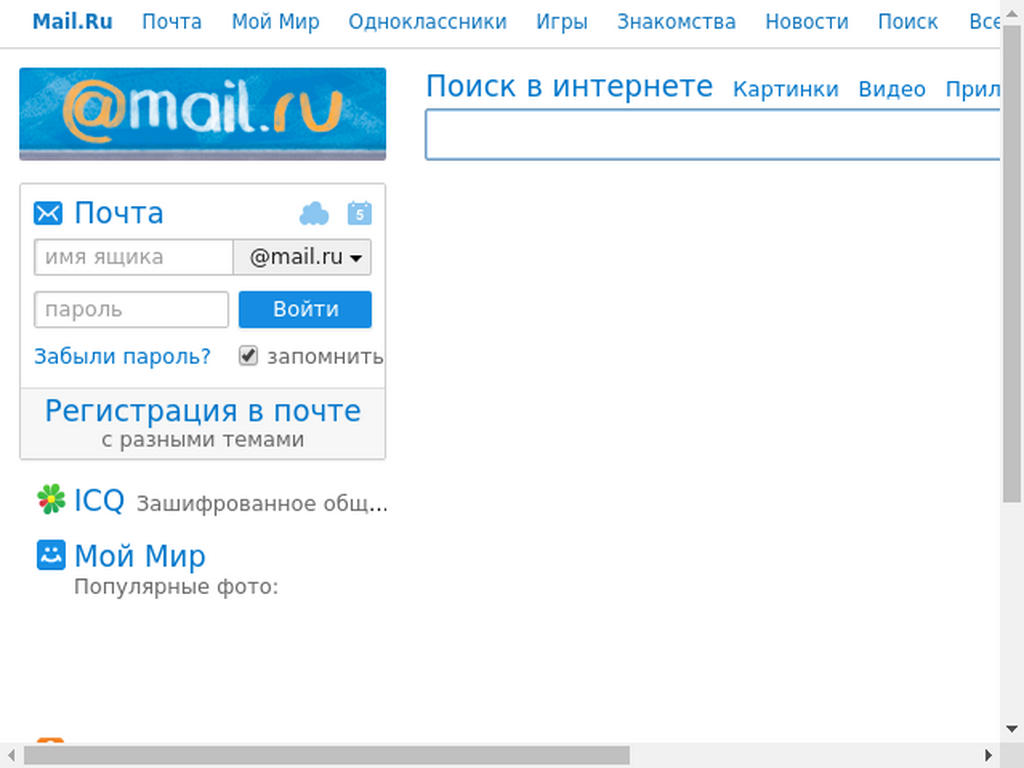 Mail.Ru Почта Мой Мир Одноклассники Игры Знакомства Новости Поиск Все
@mail.ru
Поиск в интернете Картинки Видео Прил
Почта 5
имя ящика @mail.ru
пароль Войти
Забыли пароль? запомнить
Регистрация в почте
с разными темами
ICQ Зашифрованное общ...
Мой Мир
Популярные фото: